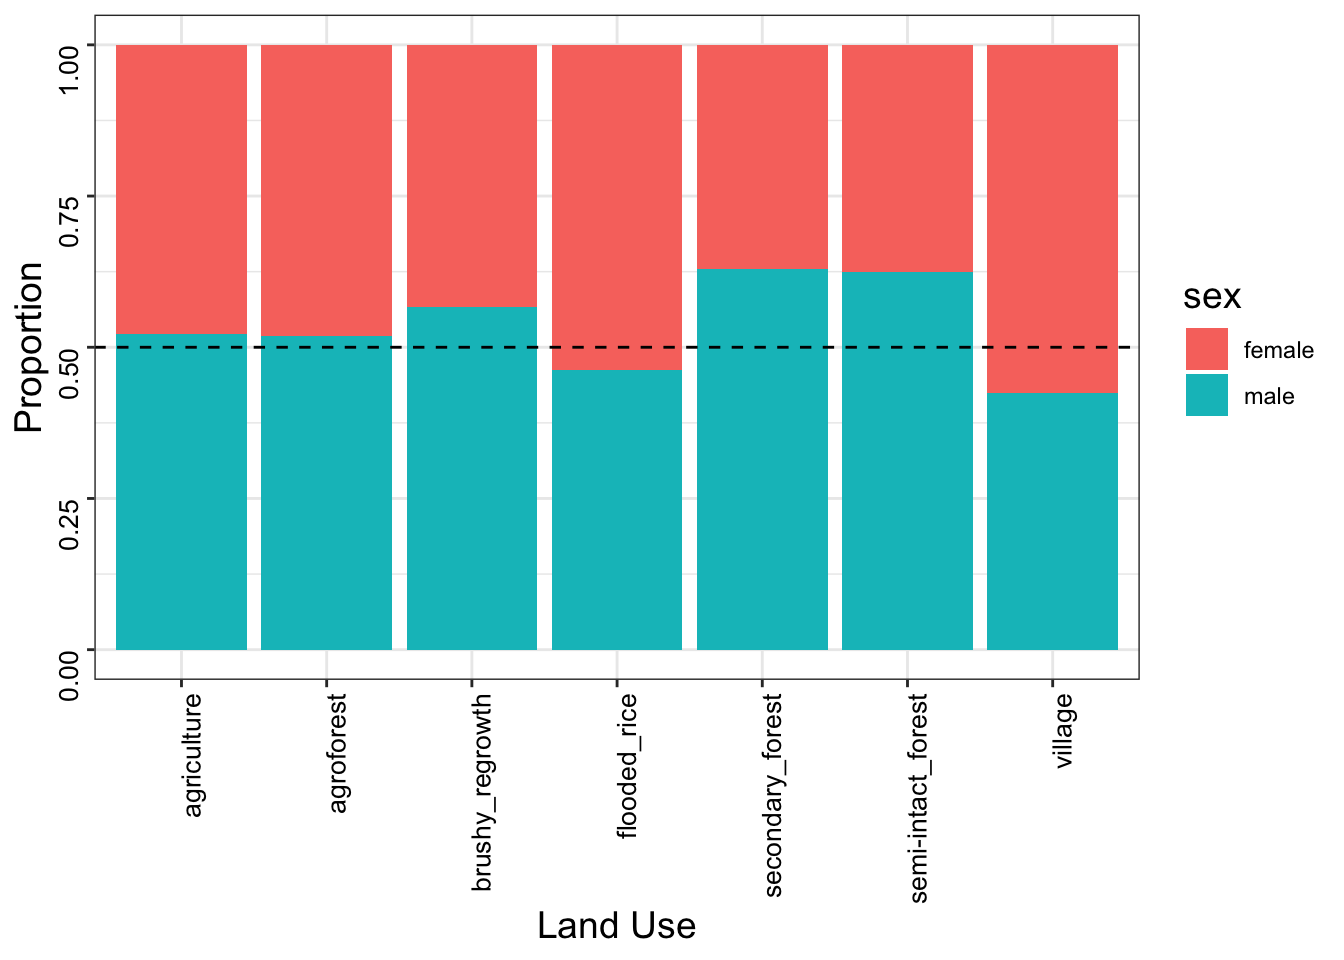 1.00
0.75
0.50
0.25
0.00
Proportion
agriculture
agroforest
brushy_regrowth
flooded_rice
secondary_forest
semi-intact_forest
village
Land Use
sex
female
male